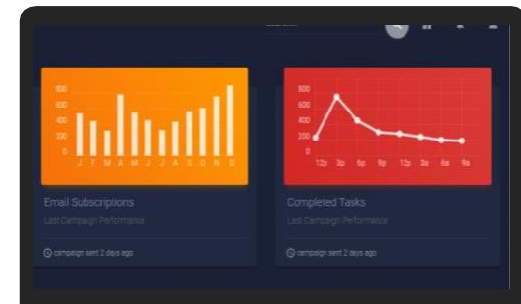 800
600
400
200
0
J F M A M J J A S O N D
Email Subscriptions
Last Campaign Performance
campaign sent 2 days ago
800
600
400
200
0
12p 3p 6p 9p 12p 3a 6a 9a
Completed Tasks
Last Campaign Performance
campaign sent 2 days ago